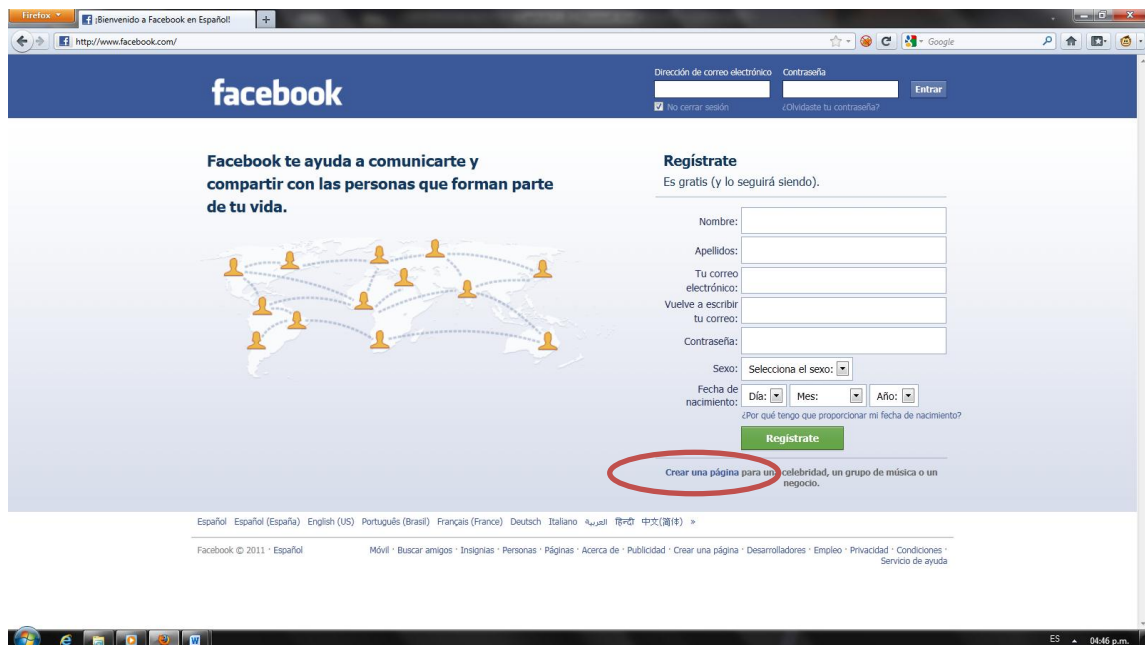 Firefox
¡Bienvenido a Facebook en Español!
http://www.facebook.com/
Google
facebook
Dirección de correo electrónico
Contraseña
Entrar
No cerrar sesión
¿Olvidaste tu contraseña?
Facebook te ayuda a comunicarte y
compartir con las personas que forman parte
de tu vida.
Regístrate
Es gratis (y lo seguirá siendo).
Nombre:
Apellidos:
Tu correo
electrónico:
Vuelve a escribir
tu correo:
Contraseña:
Sexo: Selecciona el sexo:
Fecha de
nacimiento: Día: Mes: Año:
¿Por qué tengo que proporcionar mi fecha de nacimiento?
Regístrate
Crear una página para una celebridad, un grupo de música o un
negocio.
Español Español (España) English (US) Português (Brasil) Français (France) Deutsch Italiano العربية हिन्दी 中文(简体) »
Facebook © 2011 · Español
Móvil · Buscar amigos · Insignias · Personas · Páginas · Acerca de · Publicidad · Crear una página · Desarrolladores · Empleo · Privacidad · Condiciones ·
Servicio de ayuda
ES
04:46 p.m.